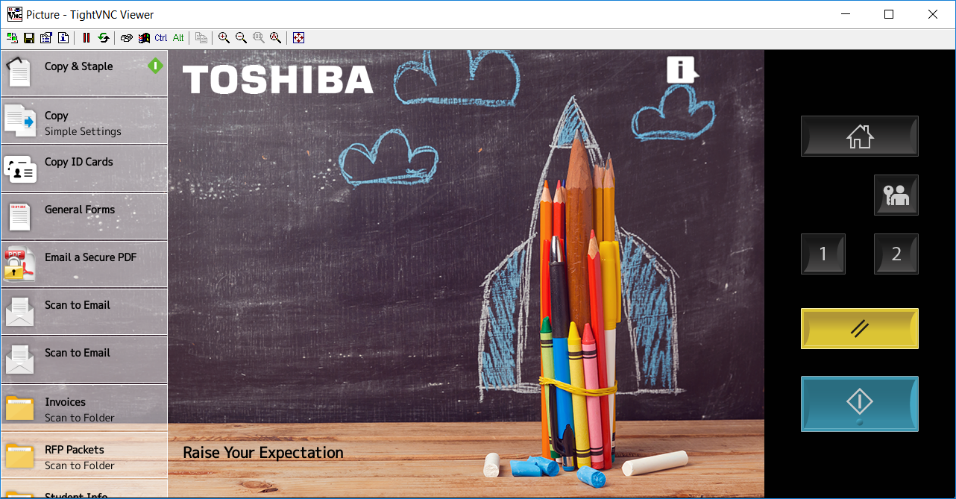 Picture - TightVNC Viewer
Ctrl Alt
Copy & Staple
Copy
Simple Settings
Copy ID Cards
General Forms
Email a Secure PDF
Scan to Email
Scan to Email
Invoices
Scan to Folder
RFP Packets
Scan to Folder
Student Info
TOSHIBA
i
Raise Your Expectation
1
2